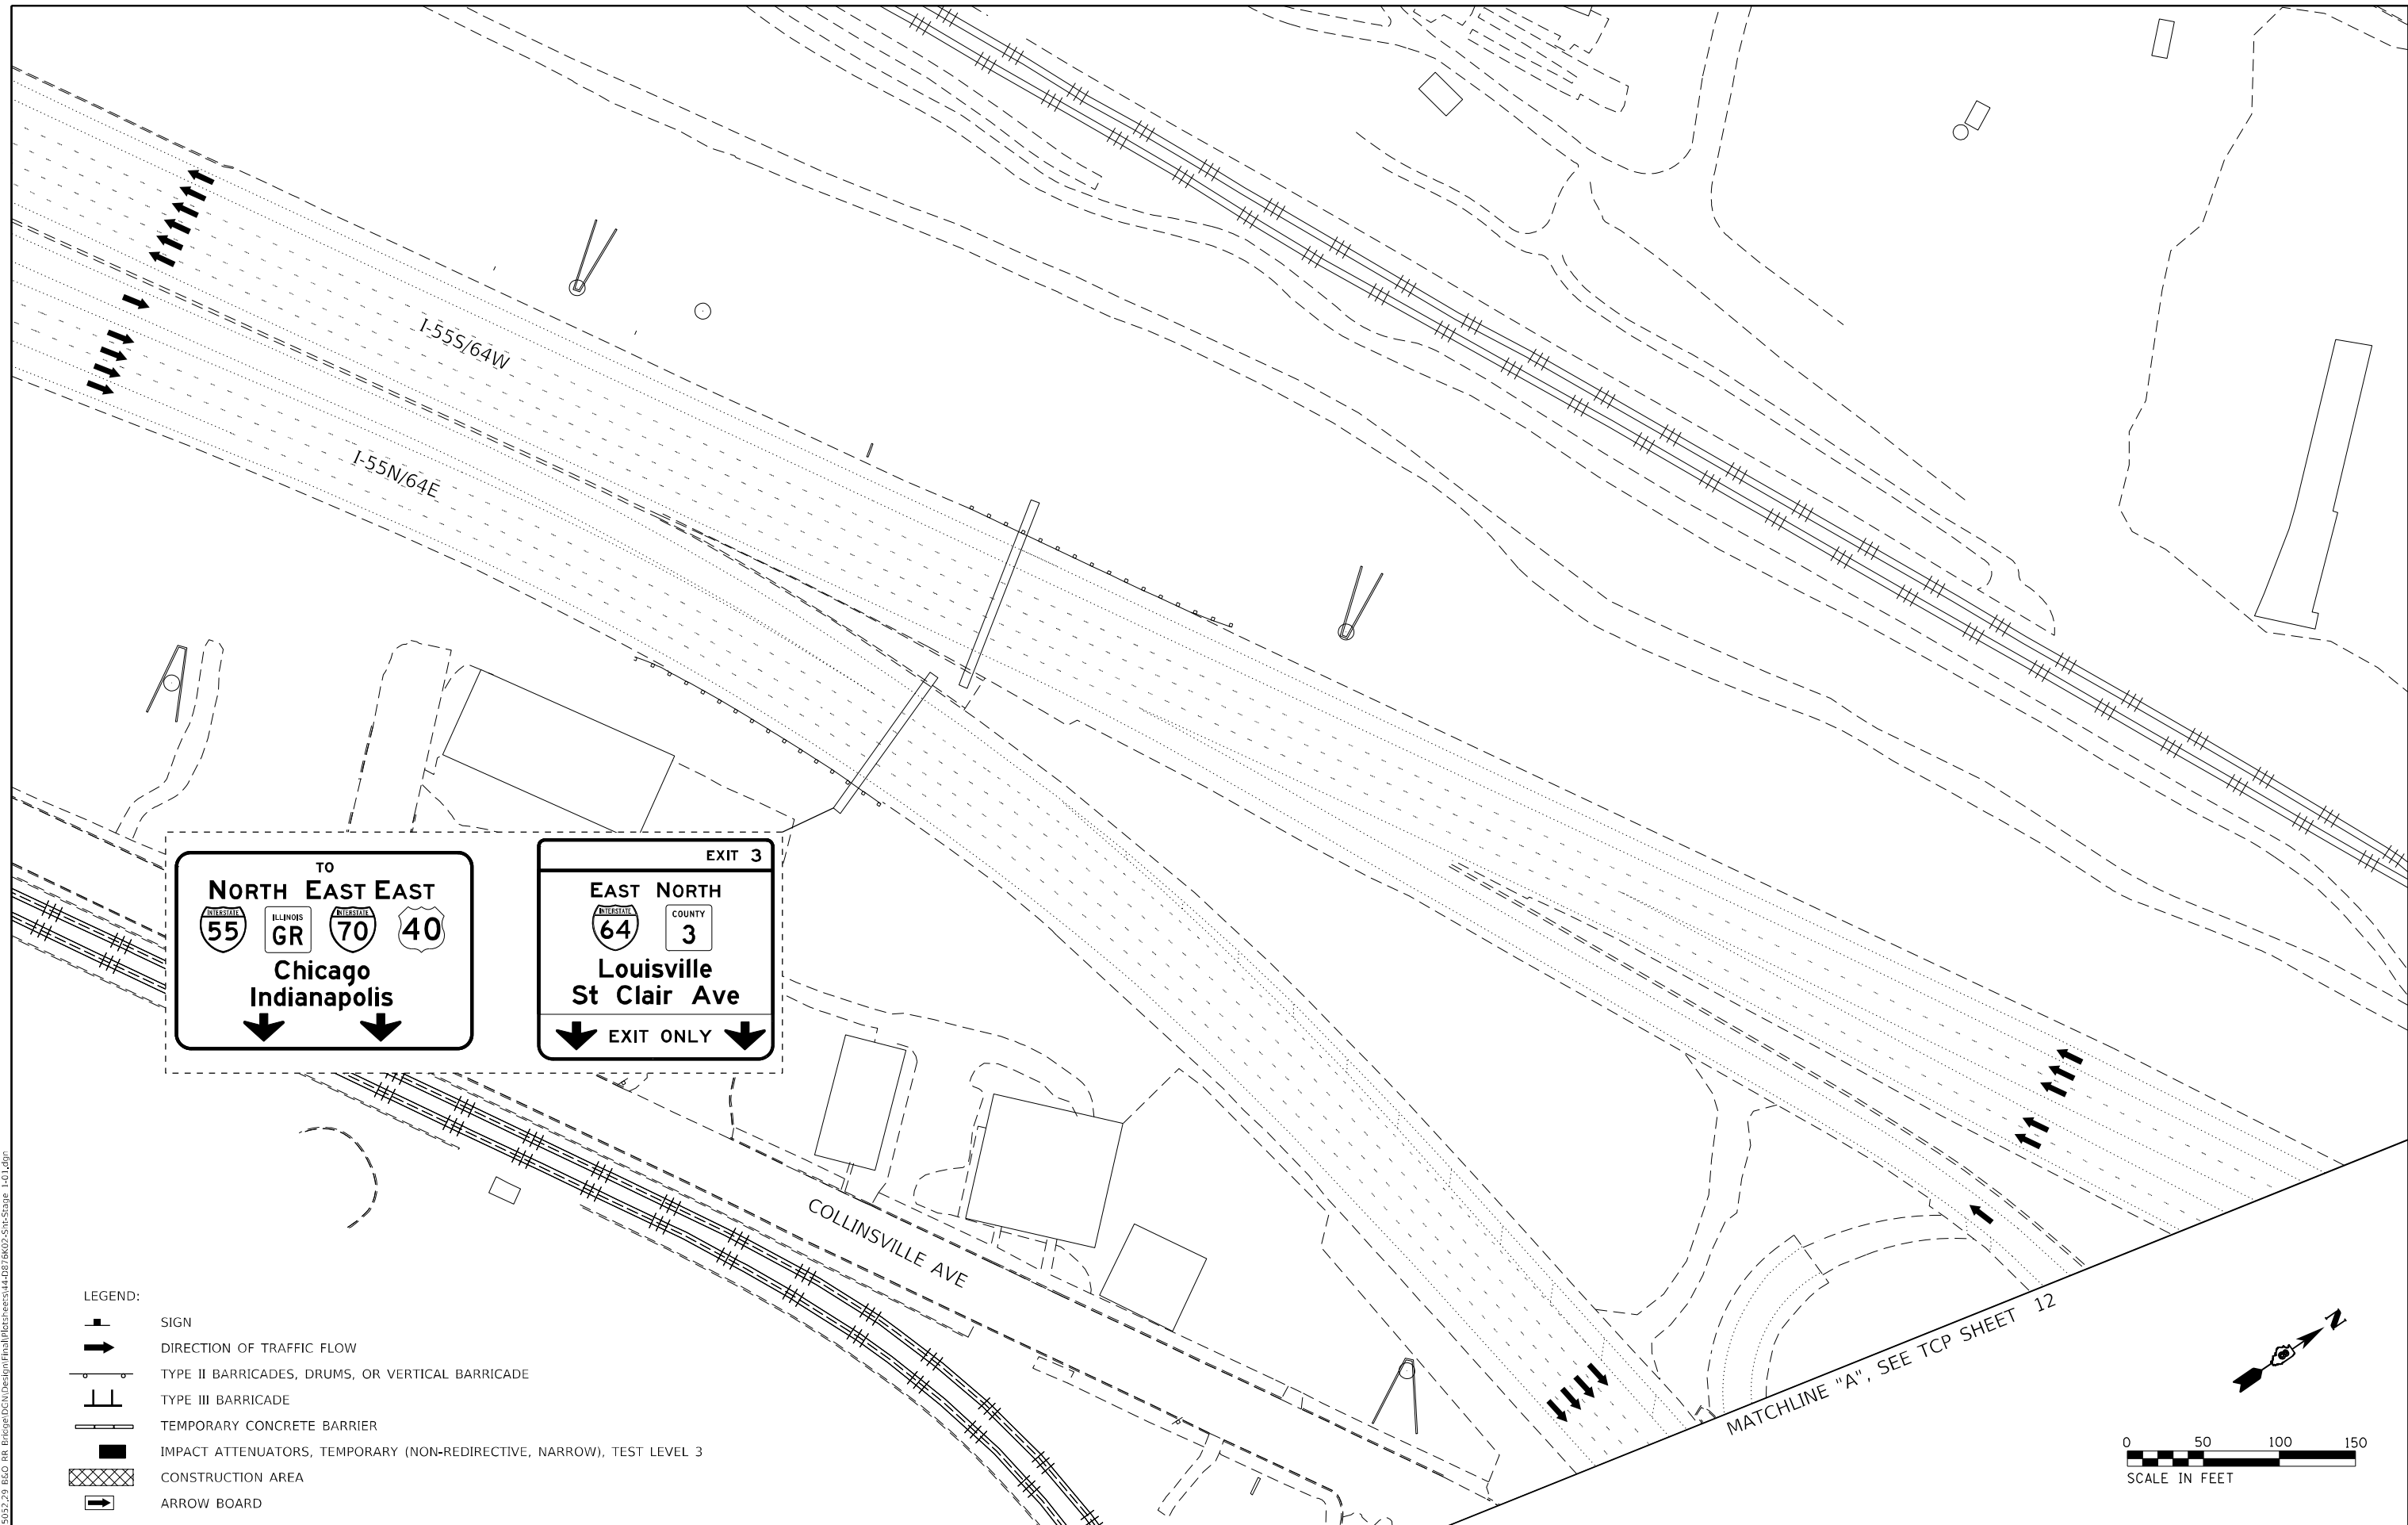 I-55S/64W
I-55N/64E
TO
NORTH EAST EAST
INTERSTATE
55
ILLINOIS
GR
INTERSTATE
70
40
Chicago
Indianapolis
EXIT 3
EAST NORTH
INTERSTATE
64
COUNTY
3
Louisville
St Clair Ave
EXIT ONLY
COLLINSVILLE AVE
MATCHLINE "A", SEE TCP SHEET 12
N
LEGEND:
SIGN
DIRECTION OF TRAFFIC FLOW
TYPE II BARRICADES, DRUMS, OR VERTICAL BARRICADE
TYPE III BARRICADE
TEMPORARY CONCRETE BARRIER
IMPACT ATTENUATORS, TEMPORARY (NON-REDIRECTIVE, NARROW), TEST LEVEL 3
CONSTRUCTION AREA
ARROW BOARD
0 50 100 150
SCALE IN FEET